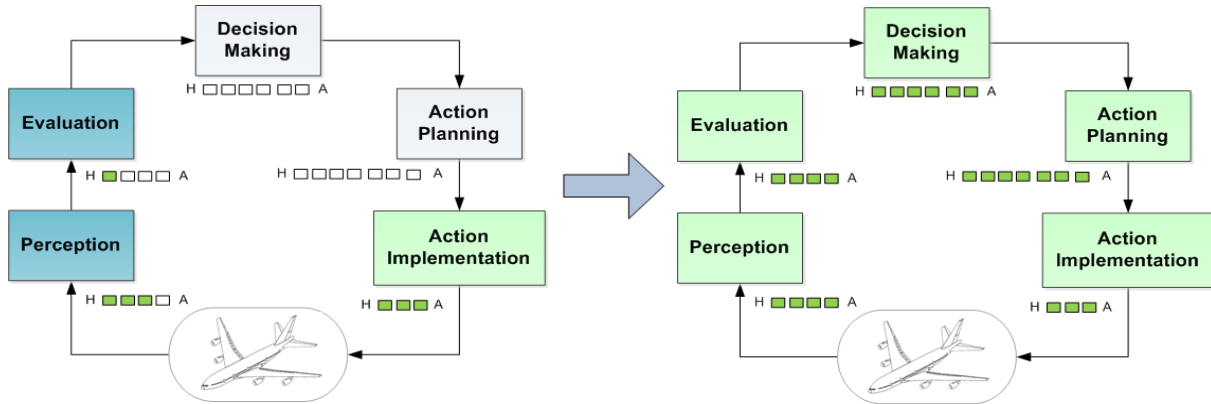 Decision
Making
H A
Evaluation
H A
Action
Planning
H A
Perception
H A
Action
Implementation
H A
Decision
Making
H A
Evaluation
H A
Action
Planning
H A
Perception
H A
Action
Implementation
H A